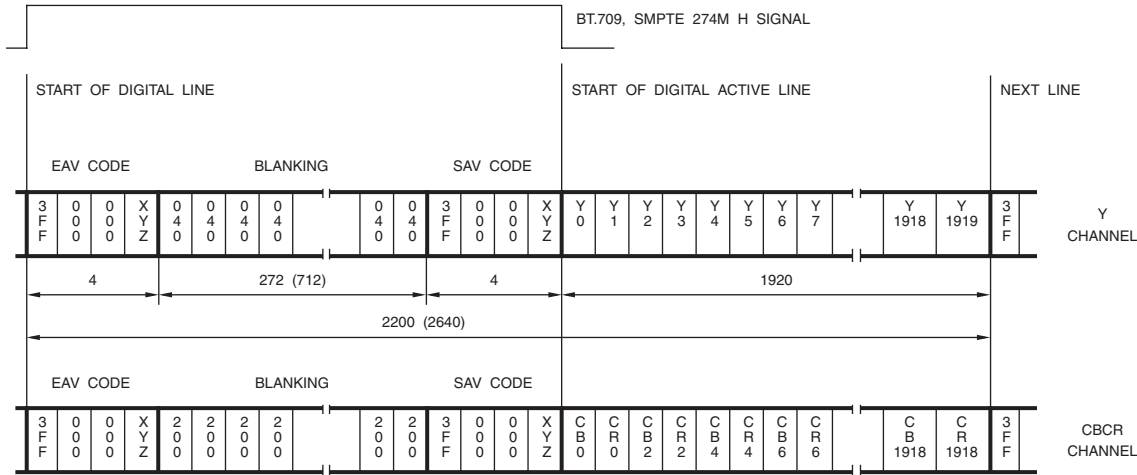 BT.709, SMPTE 274M H SIGNAL
START OF DIGITAL LINE START OF DIGITAL ACTIVE LINE NEXT LINE
EAV CODE BLANKING SAV CODE
3FF 000 000 XYZ 040 040 040 040 040 040 3FF 000 000 XYZ Y0 Y1 Y2 Y3 Y4 Y5 Y6 Y7 Y1918 Y1919 3FF Y CHANNEL
4 272 (712) 4 1920
2200 (2640)
EAV CODE BLANKING SAV CODE
3FF 000 000 XYZ 200 200 200 200 200 200 3FF 000 000 XYZ CB0 CR0 CB2 CR2 CB4 CR4 CB6 CR6 CB1918 CR1918 3FF CBCR CHANNEL